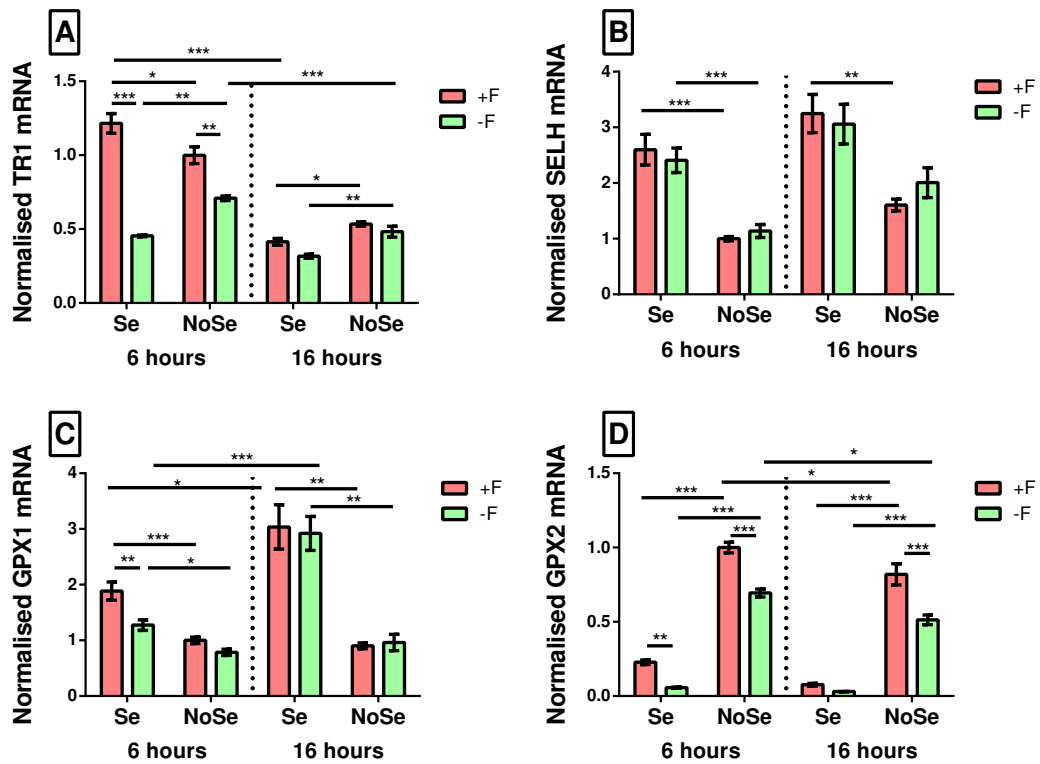 A
Normalised TR1 mRNA
***
*
***
***
**
**
*
**
1.5
1.0
0.5
0.0
Se
NoSe
Se
NoSe
6 hours
16 hours
+F
-F
B
Normalised SELH mRNA
***
**
***
4
3
2
1
0
Se
NoSe
Se
NoSe
6 hours
16 hours
+F
-F
C
Normalised GPX1 mRNA
***
*
**
**
***
**
*
4
3
2
1
0
Se
NoSe
Se
NoSe
6 hours
16 hours
+F
-F
D
Normalised GPX2 mRNA
*
*
***
***
***
***
***
***
**
1.5
1.0
0.5
0.0
Se
NoSe
Se
NoSe
6 hours
16 hours
+F
-F